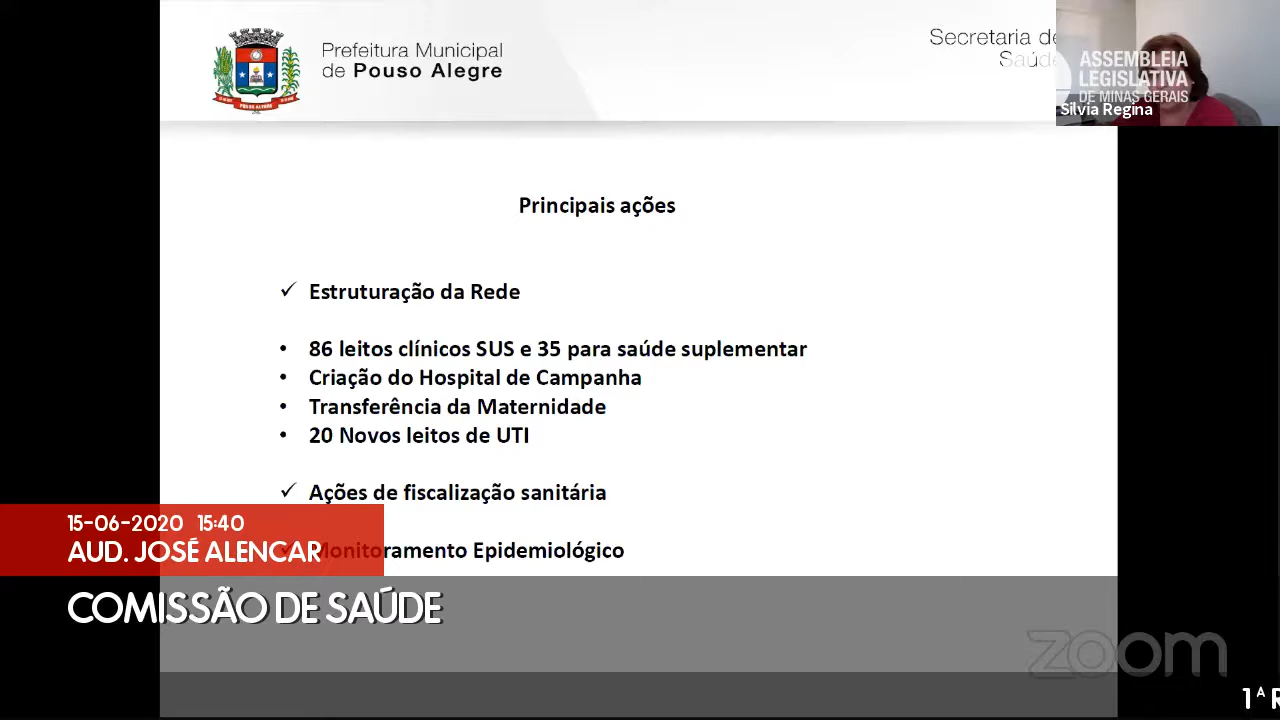 Prefeitura Municipal
de Pouso Alegre
Secretaria de
Saúde
ASSEMBLEIA
LEGISLATIVA
DE MINAS GERAIS
Silvia Regina
Principais ações
✓ Estruturação da Rede
• 86 leitos clínicos SUS e 35 para saúde suplementar
• Criação do Hospital de Campanha
• Transferência da Maternidade
• 20 Novos leitos de UTI
✓ Ações de fiscalização sanitária
Monitoramento Epidemiológico
15-06-2020 15:40
AUD. JOSÉ ALENCAR
COMISSÃO DE SAÚDE
zoom
1ª R